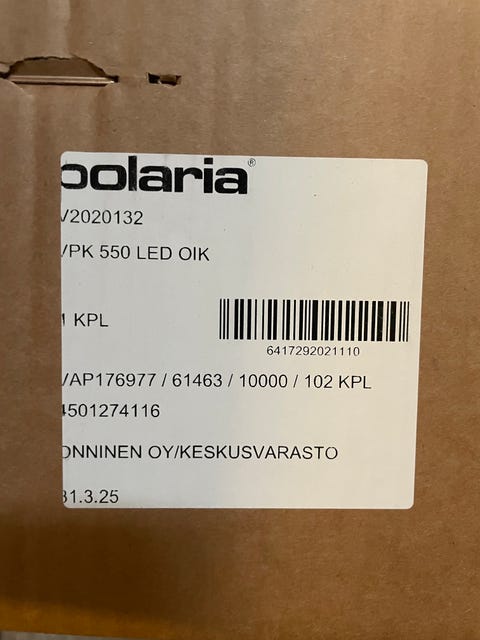 polaria®
V2020132
VPK 550 LED OIK
1 KPL
6417292021110
VAP176977 / 61463 / 10000 / 102 KPL
4501274116
ONNINEN OY/KESKUSVARASTO
31.3.25